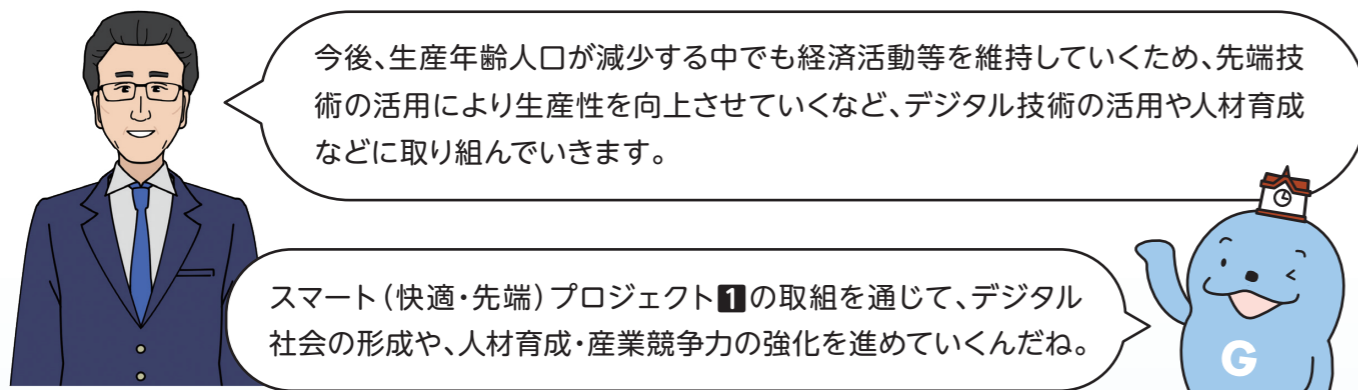 今後、生産年齢人口が減少する中でも経済活動等を維持していくため、先端技
術の活用により生産性を向上させていくなど、デジタル技術の活用や人材育成
などに取り組んでいきます。
スマート（快適・先端）プロジェクト1の取組を通じて、デジタル
社会の形成や、人材育成・産業競争力の強化を進めていくんだね。
G